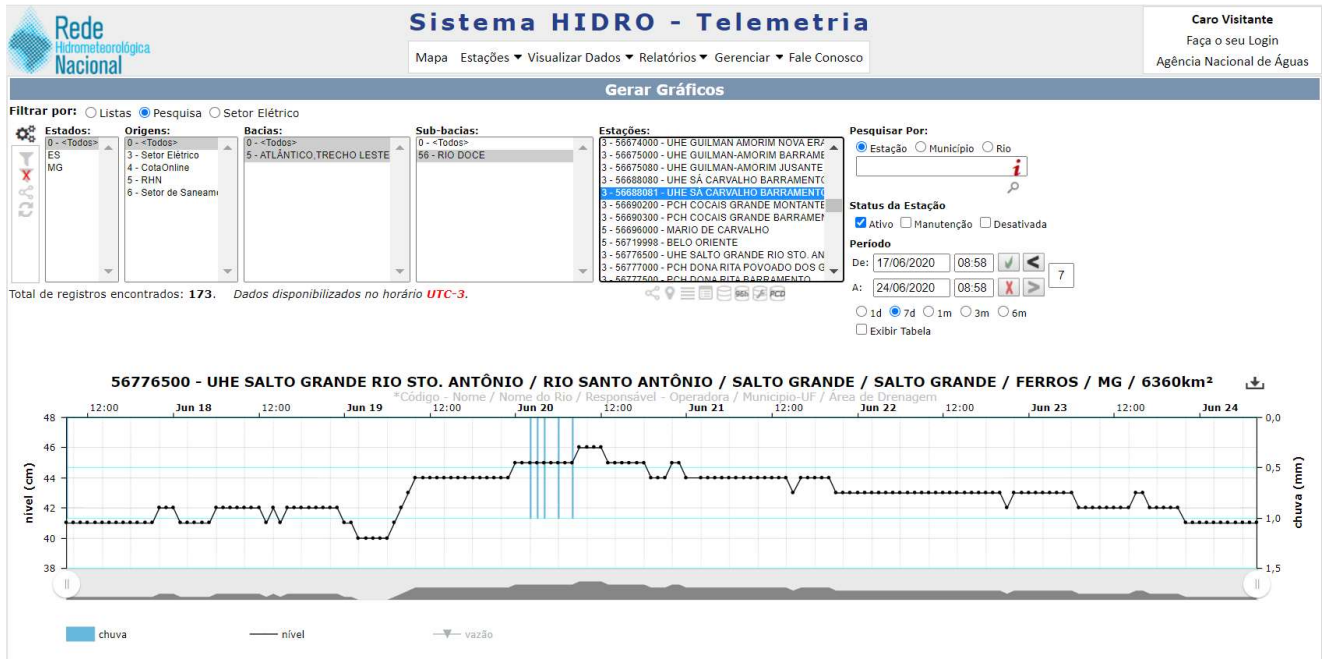 Rede
Hidrometeorológica
Nacional
Sistema HIDRO - Telemetria
Mapa Estações ▼ Visualizar Dados ▼ Relatórios ▼ Gerenciar ▼ Fale Conosco
Caro Visitante
Faça o seu Login
Agência Nacional de Águas
Gerar Gráficos
Filtrar por: Listas Pesquisa Setor Elétrico
Estados:
0 - <Todos>
ES
MG
Origens:
0 - <Todos>
3 - Setor Elétrico
4 - CotaOnline
5 - RHN
6 - Setor de Saneam
Bacias:
0 - <Todos>
5 - ATLÂNTICO,TRECHO LESTE
Sub-bacias:
0 - <Todos>
56 - RIO DOCE
Estações:
3 - 56674000 - UHE GUILMAN AMORIM NOVA ERA
3 - 56675000 - UHE GUILMAN-AMORIM BARRAME
3 - 56675080 - UHE GUILMAN-AMORIM JUSANTE
3 - 56688080 - UHE SÁ CARVALHO BARRAMENTO
3 - 56688081 - UHE SÁ CARVALHO BARRAMENTO
3 - 56690200 - PCH COCAIS GRANDE MONTANTE
3 - 56690300 - PCH COCAIS GRANDE BARRAMEN
5 - 56696000 - MARIO DE CARVALHO
5 - 56719998 - BELO ORIENTE
3 - 56776500 - UHE SALTO GRANDE RIO STO. AN
3 - 56777000 - PCH DONA RITA POVOADO DOS G
3 - 56777500 - PCH DONA RITA BARRAMENTO
Pesquisar Por:
Estação Município Rio
i
Status da Estação
Ativo Manutenção Desativada
Período
De: 17/06/2020 08:58 <
7
A: 24/06/2020 08:58 X >
1d 7d 1m 3m 6m
Exibir Tabela
Total de registros encontrados: 173. Dados disponibilizados no horário UTC-3.
96h PCD
56776500 - UHE SALTO GRANDE RIO STO. ANTÔNIO / RIO SANTO ANTÔNIO / SALTO GRANDE / SALTO GRANDE / FERROS / MG / 6360km²
*Código - Nome / Nome do Rio / Responsável - Operadora / Município-UF / Área de Drenagem
12:00 Jun 18 12:00 Jun 19 12:00 Jun 20 12:00 Jun 21 12:00 Jun 22 12:00 Jun 23 12:00 Jun 24
48
46
44
42
40
38
nível (cm)
0,0
0,5
1,0
1,5
chuva (mm)
chuva nível vazão